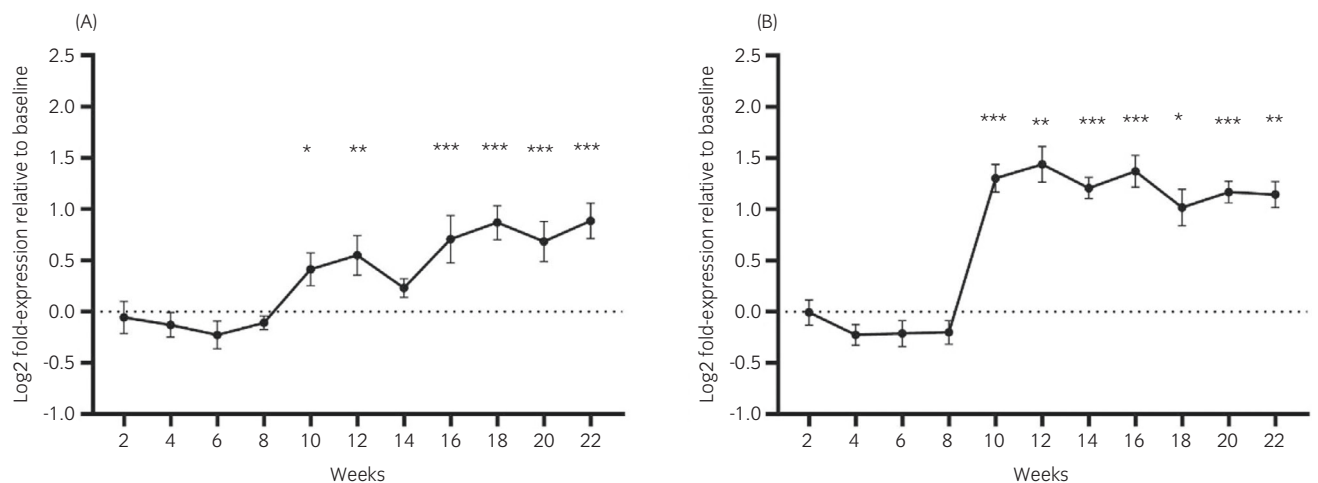 (A)
Log2 fold-expression relative to baseline
2.5
2.0
1.5
1.0
0.5
0.0
-0.5
-1.0
* ** *** *** *** ***
2 4 6 8 10 12 14 16 18 20 22
Weeks
(B)
Log2 fold-expression relative to baseline
2.5
2.0
1.5
1.0
0.5
0.0
-0.5
-1.0
*** ** *** *** * *** **
2 4 6 8 10 12 14 16 18 20 22
Weeks